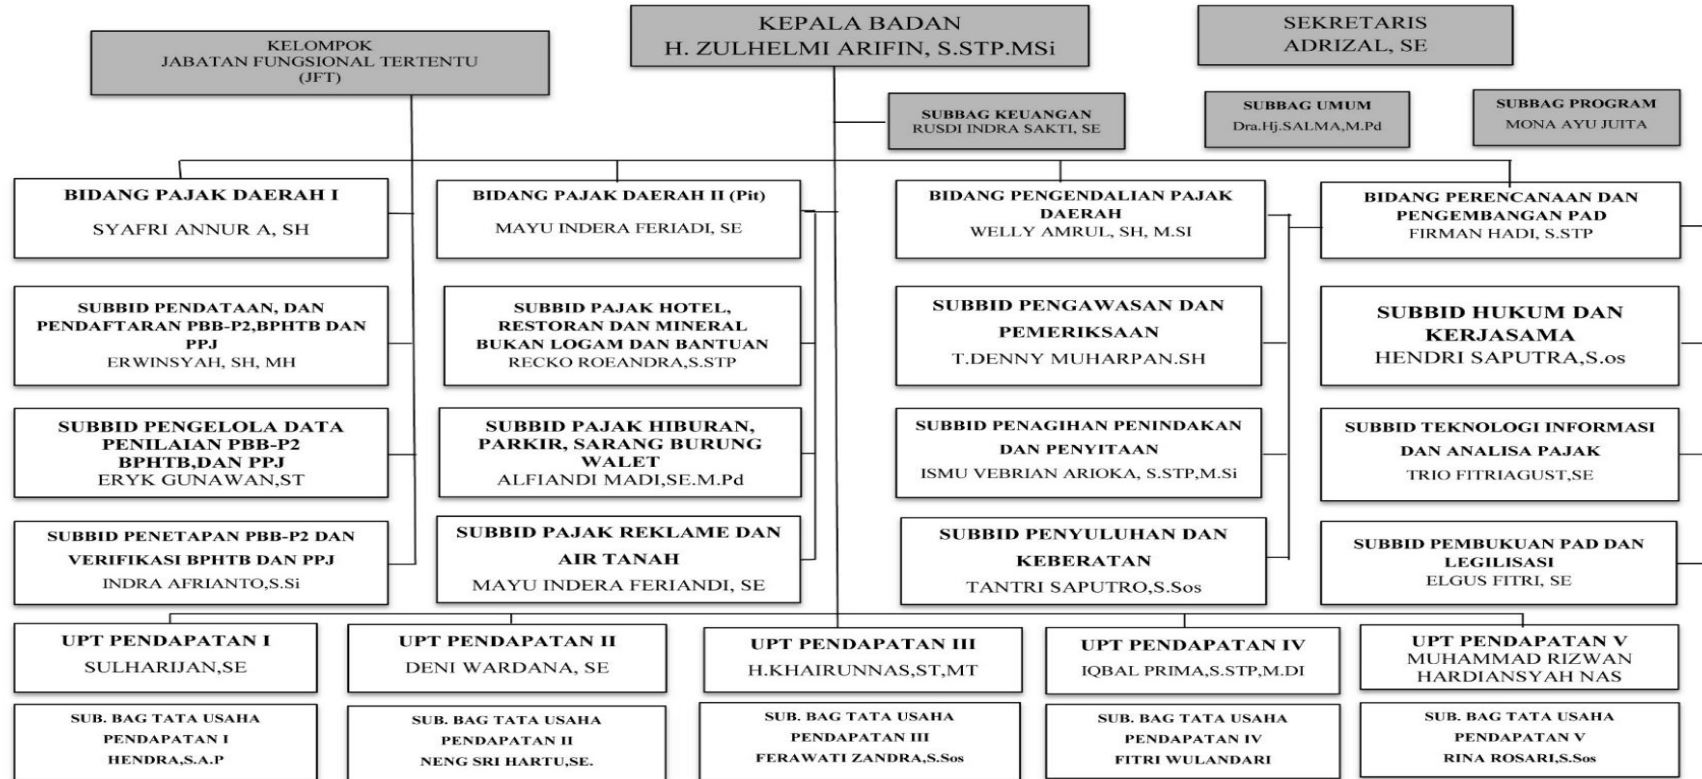 KEPALA BADAN
H. ZULHELMI ARIFIN, S.STP.MSi
SEKRETARIS
ADRIZAL, SE
KELOMPOK
JABATAN FUNGSIONAL TERTENTU
(JFT)
SUBBAG KEUANGAN
RUSDI INDRA SAKTI, SE
SUBBAG UMUM
Dra.Hj.SALMA,M.Pd
SUBBAG PROGRAM
MONA AYU JUITA
BIDANG PAJAK DAERAH I
SYAFRI ANNUR A, SH
BIDANG PAJAK DAERAH II (Pit)
MAYU INDERA FERIADI, SE
BIDANG PENGENDALIAN PAJAK
DAERAH
WELLY AMRUL, SH, M.SI
BIDANG PERENCANAAN DAN
PENGEMBANGAN PAD
FIRMAN HADI, S.STP
SUBBID PENDATAAN, DAN
PENDAFTARAN PBB-P2,BPHTB DAN
PPJ
ERWINSYAH, SH, MH
SUBBID PAJAK HOTEL,
RESTORAN DAN MINERAL
BUKAN LOGAM DAN BANTUAN
RECKO ROEANDRA,S.STP
SUBBID PENGAWASAN DAN
PEMERIKSAAN
T.DENNY MUHARPAN.SH
SUBBID HUKUM DAN
KERJASAMA
HENDRI SAPUTRA,S.os
SUBBID PENGELOLA DATA
PENILAIAN PBB-P2
BPHTB,DAN PPJ
ERYK GUNAWAN,ST
SUBBID PAJAK HIBURAN,
PARKIR, SARANG BURUNG
WALET
ALFIANDI MADI,SE.M.Pd
SUBBID PENAGIHAN PENINDAKAN
DAN PENYITAAN
ISMU VEBRIAN ARIOKA, S.STP,M.Si
SUBBID TEKNOLOGI INFORMASI
DAN ANALISA PAJAK
TRIO FITRIAGUST,SE
SUBBID PENETAPAN PBB-P2 DAN
VERIFIKASI BPHTB DAN PPJ
INDRA AFRIANTO,S.Si
SUBBID PAJAK REKLAME DAN
AIR TANAH
MAYU INDERA FERIANDI, SE
SUBBID PENYULUHAN DAN
KEBERATAN
TANTRI SAPUTRO,S.Sos
SUBBID PEMBUKUAN PAD DAN
LEGILISASI
ELGUS FITRI, SE
UPT PENDAPATAN I
SULHARIJAN,SE
UPT PENDAPATAN II
DENI WARDANA, SE
UPT PENDAPATAN III
H.KHAIRUNNAS,ST,MT
UPT PENDAPATAN IV
IQBAL PRIMA,S.STP,M.DI
UPT PENDAPATAN V
MUHAMMAD RIZWAN
HARDIANSYAH NAS
SUB. BAG TATA USAHA
PENDAPATAN I
HENDRA,S.A.P
SUB. BAG TATA USAHA
PENDAPATAN II
NENG SRI HARTU,SE.
SUB. BAG TATA USAHA
PENDAPATAN III
FERAWATI ZANDRA,S.Sos
SUB. BAG TATA USAHA
PENDAPATAN IV
FITRI WULANDARI
SUB. BAG TATA USAHA
PENDAPATAN V
RINA ROSARI,S.Sos